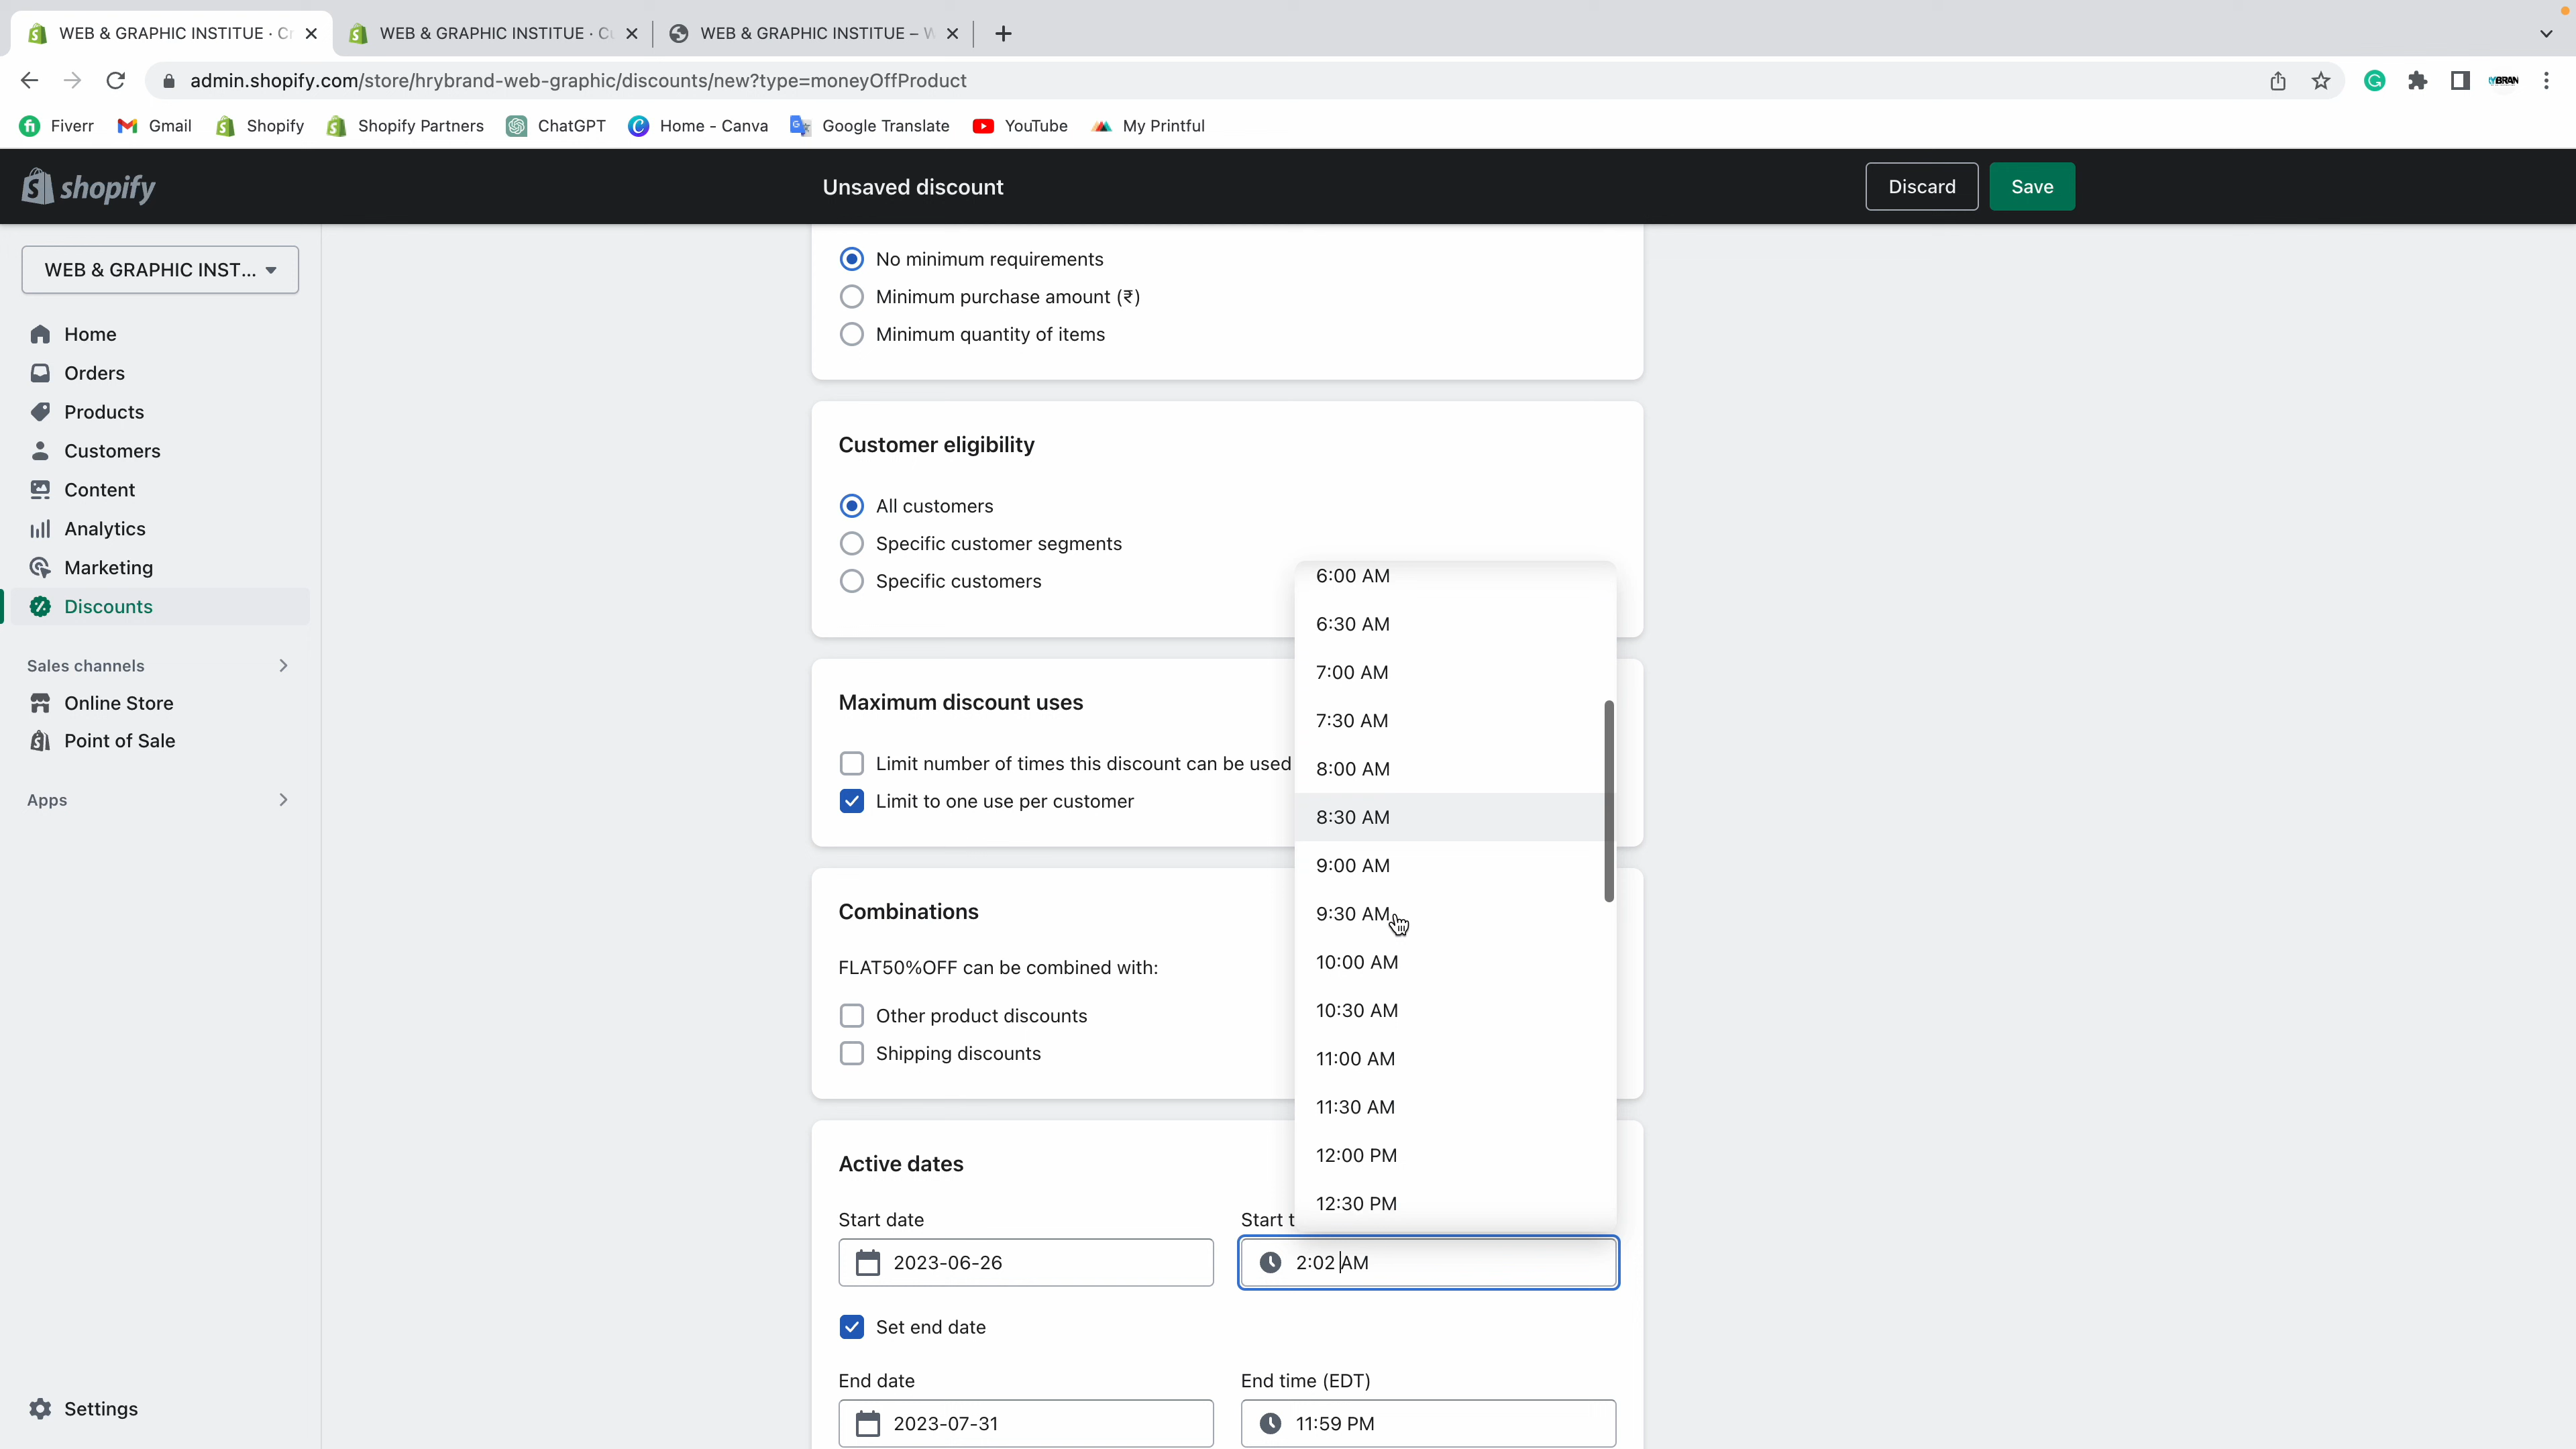 WEB & GRAPHIC INSTITUE · C
WEB & GRAPHIC INSTITUE · C
WEB & GRAPHIC INSTITUE –
admin.shopify.com/store/hrybrand-web-graphic/discounts/new?type=moneyOffProduct
Fiverr
Gmail
Shopify
Shopify Partners
ChatGPT
Home - Canva
Google Translate
YouTube
My Printful
shopify
Unsaved discount
Discard
Save
WEB & GRAPHIC INST...
Home
Orders
Products
Customers
Content
Analytics
Marketing
Discounts
Sales channels
Online Store
Point of Sale
Apps
Settings
No minimum requirements
Minimum purchase amount (₹)
Minimum quantity of items
Customer eligibility
All customers
Specific customer segments
Specific customers
Maximum discount uses
Limit number of times this discount can be used
Limit to one use per customer
Combinations
FLAT50%OFF can be combined with:
Other product discounts
Shipping discounts
6:00 AM
6:30 AM
7:00 AM
7:30 AM
8:00 AM
8:30 AM
9:00 AM
9:30 AM
10:00 AM
10:30 AM
11:00 AM
11:30 AM
12:00 PM
12:30 PM
Active dates
Start date
Start t
2023-06-26
2:02 AM
Set end date
End date
End time (EDT)
2023-07-31
11:59 PM